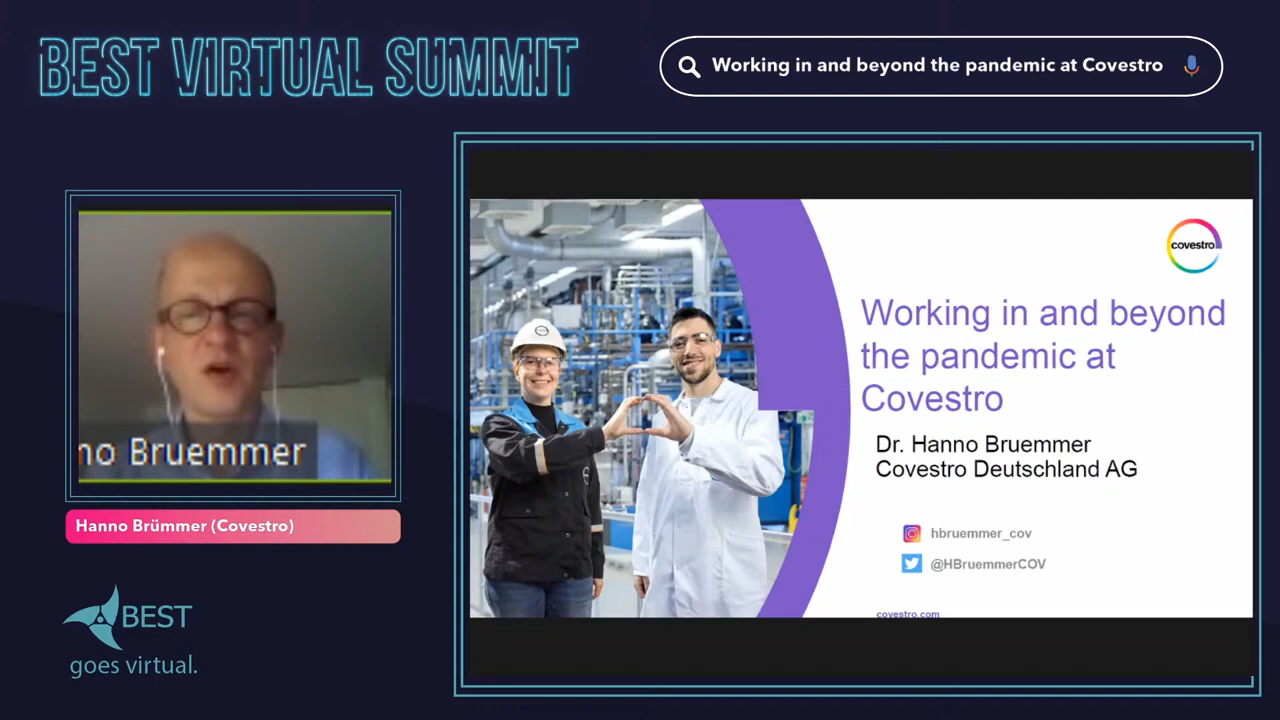 BEST VIRTUAL SUMMIT
Working in and beyond the pandemic at Covestro
no Bruemmer
Hanno Brümmer (Covestro)
BEST
goes virtual.
covestro
Working in and beyond
the pandemic at
Covestro
Dr. Hanno Bruemmer
Covestro Deutschland AG
hbruemmer_cov
@HBruemmerCOV
covestro.com